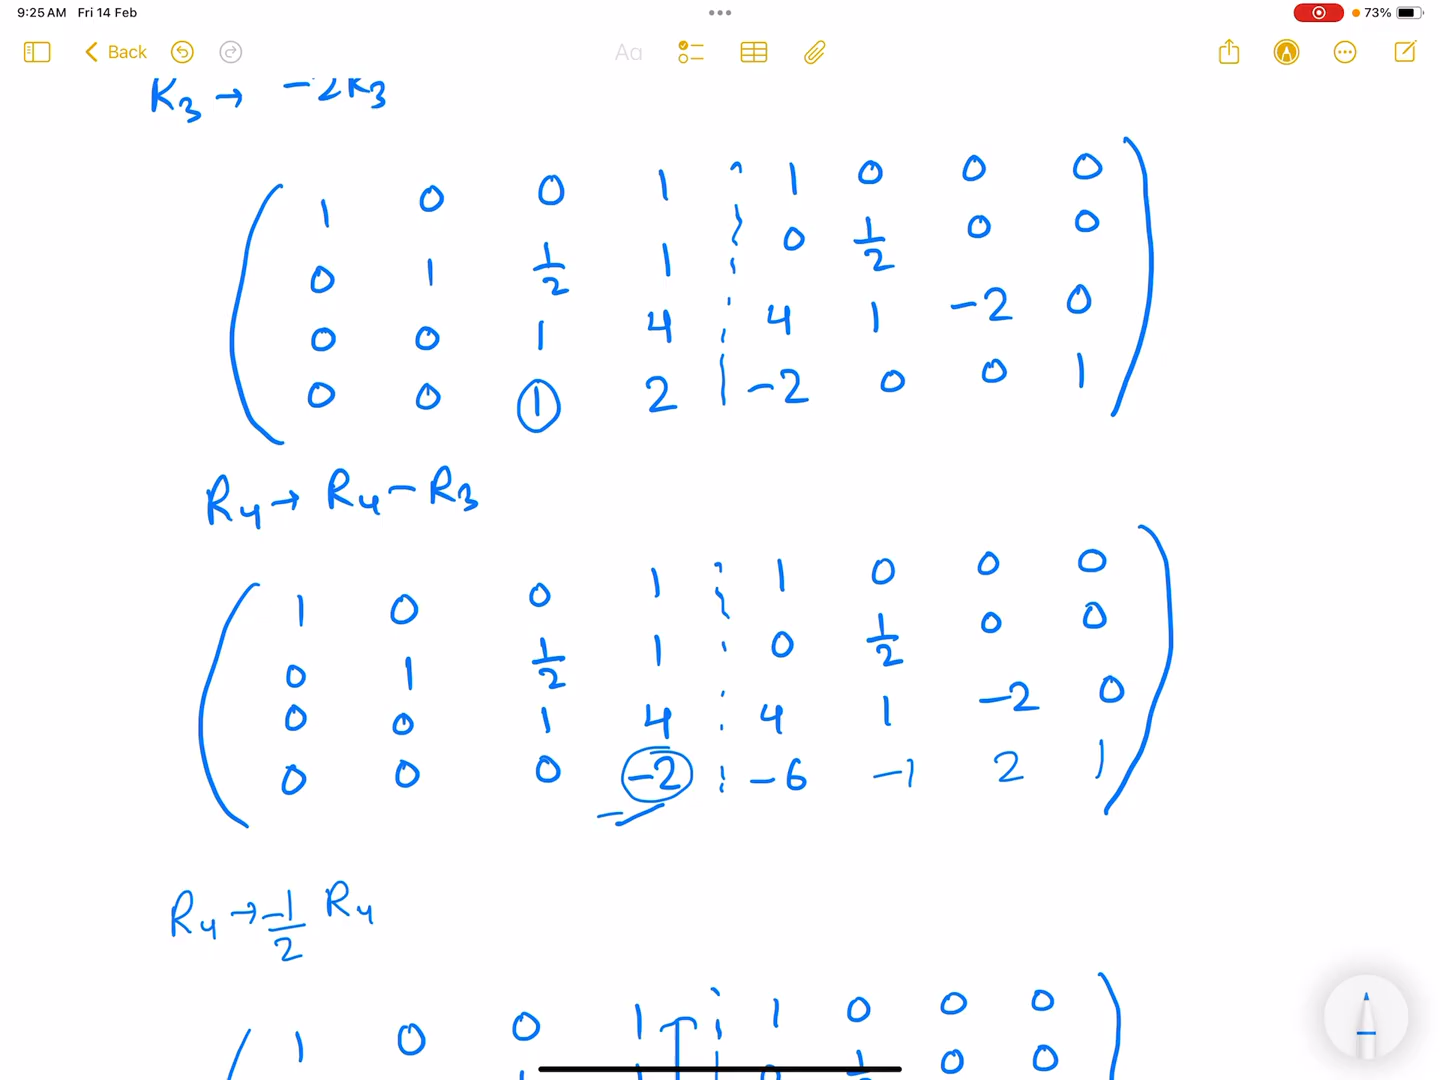 9:25 AM Fri 14 Feb 73%
Back Aa
R3 → -2R3
1 0 0 1 1 0 0 0
0 1 1/2 1 0 1/2 0 0
0 0 1 4 4 1 -2 0
0 0 1 2 -2 0 0 1
R4 → R4 - R3
1 0 0 1 1 0 0 0
0 1 1/2 1 0 1/2 0 0
0 0 1 4 4 1 -2 0
0 0 0 -2 -6 -1 2 1
R4 → -1/2 R4
1 0 0 1 1 0 0 0
0 0